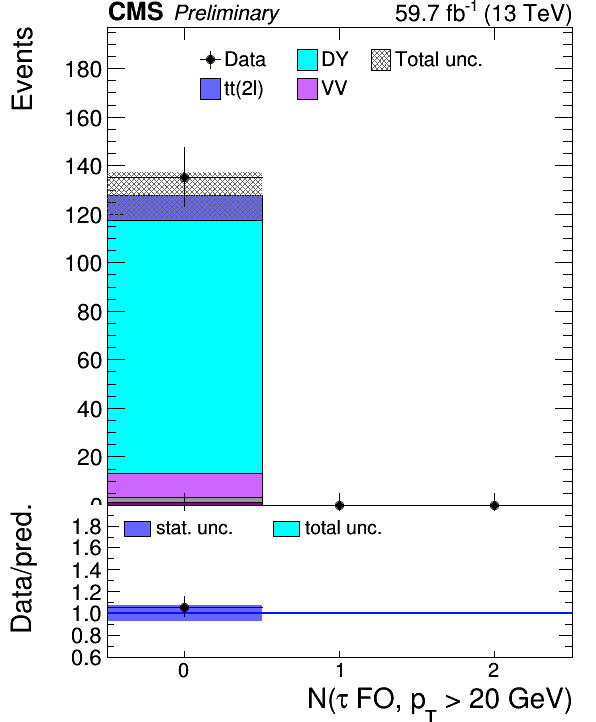 CMS Preliminary 59.7 fb⁻¹ (13 TeV)
Events
Data DY Total unc.
tt(2l) VV
180
160
140
120
100
80
60
40
20
0
Data/pred.
stat. unc. total unc.
1.8
1.6
1.4
1.2
1.0
0.8
0.6
0 1 2
N(τ FO, p_T > 20 GeV)